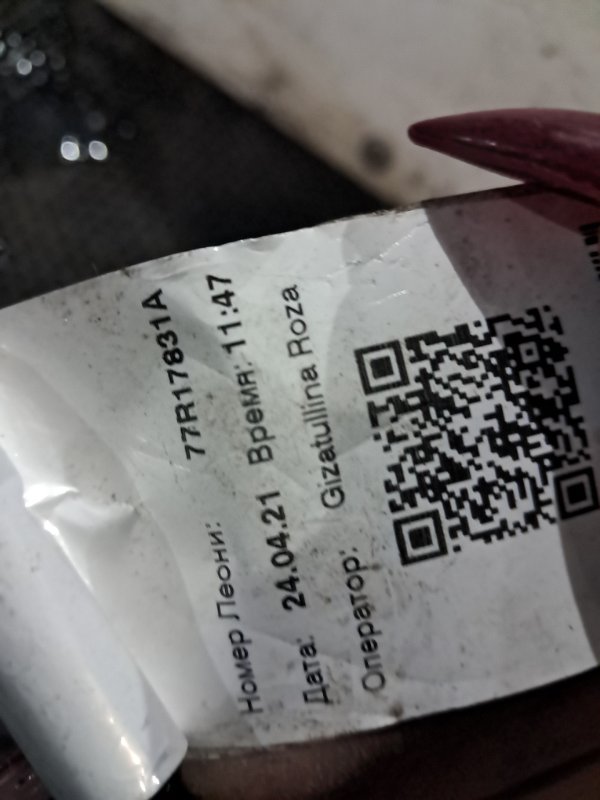 Номер Леони: 77R17831A
Дата: 24.04.21 Время: 11:47
Оператор: Gizatullina Roza